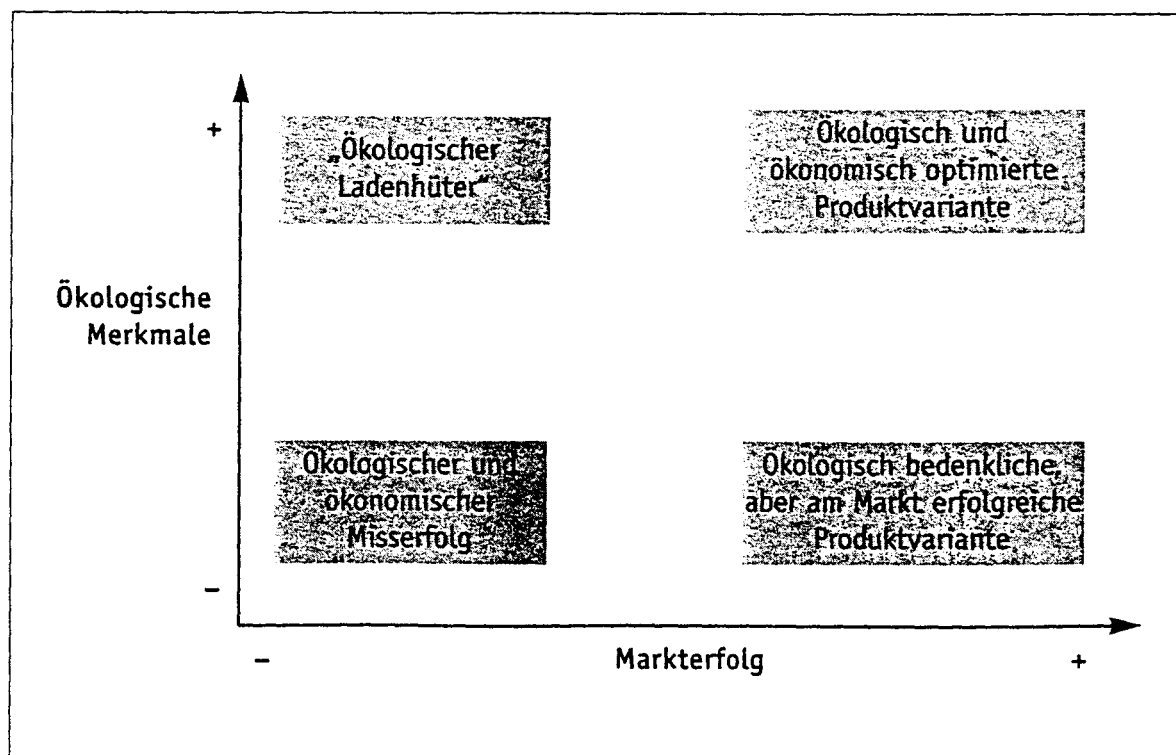 +
„Ökologischer
Ladenhüter“
Ökologisch und
ökonomisch optimierte
Produktvariante
Ökologische
Merkmale
Ökologischer und
ökonomischer
Misserfolg
Ökologisch bedenkliche,
aber am Markt erfolgreiche
Produktvariante
–
–
Markterfolg
+